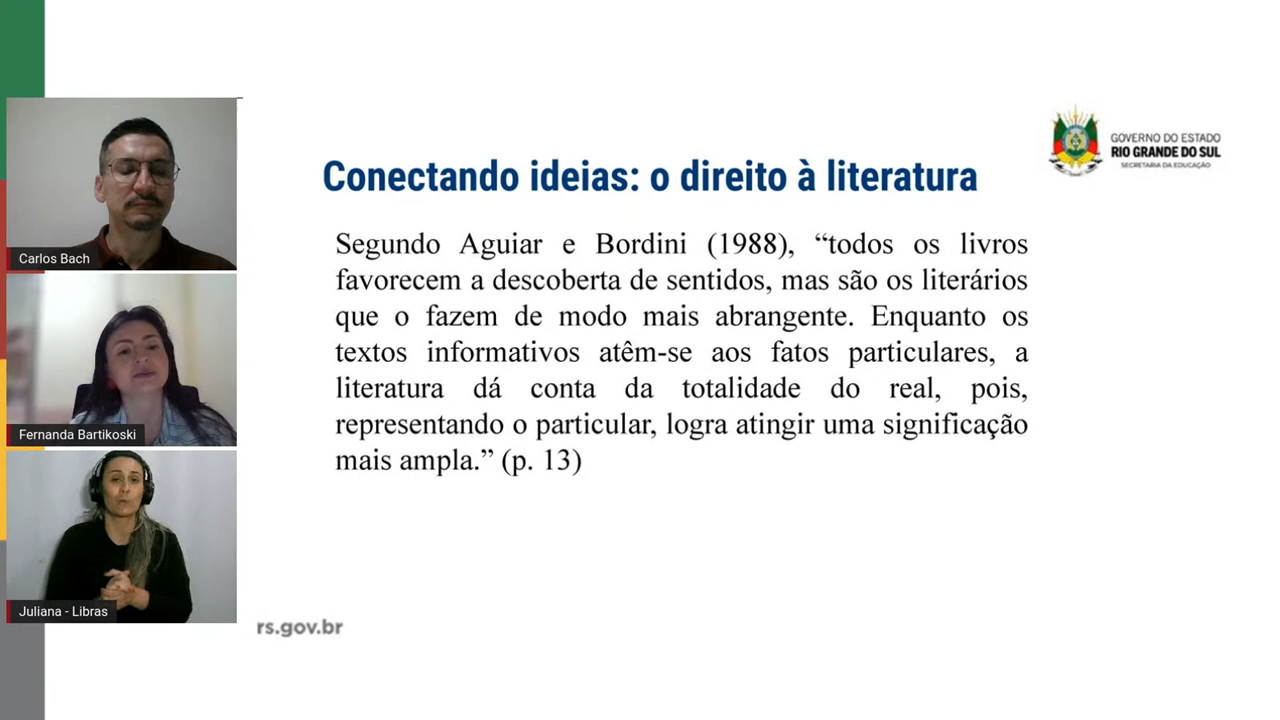 Conectando ideias: o direito à literatura
GOVERNO DO ESTADO
RIO GRANDE DO SUL
SECRETARIA DA EDUCAÇÃO
Segundo Aguiar e Bordini (1988), “todos os livros
favorecem a descoberta de sentidos, mas são os literários
que o fazem de modo mais abrangente. Enquanto os
textos informativos atêm-se aos fatos particulares, a
literatura dá conta da totalidade do real, pois,
representando o particular, logra atingir uma significação
mais ampla.” (p. 13)
Carlos Bach
Fernanda Bartikoski
Juliana - Libras
rs.gov.br